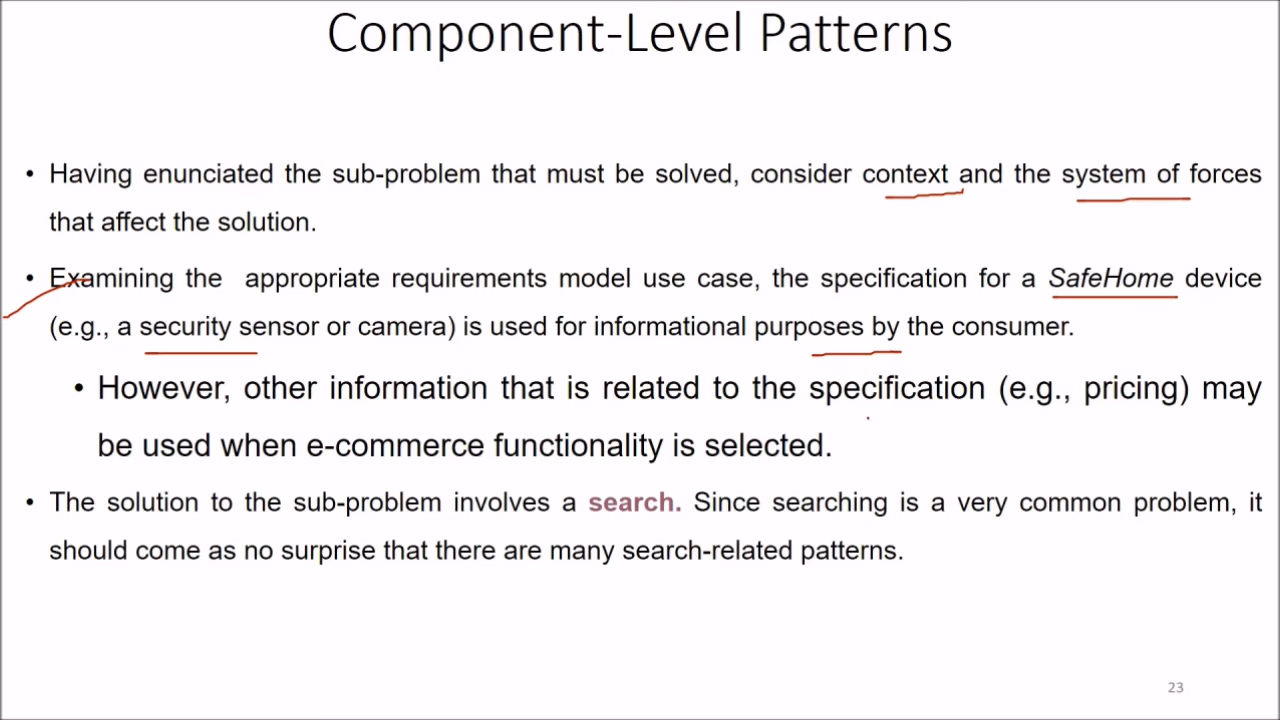 Component-Level Patterns
• Having enunciated the sub-problem that must be solved, consider context and the system of forces
that affect the solution.
• Examining the appropriate requirements model use case, the specification for a SafeHome device
(e.g., a security sensor or camera) is used for informational purposes by the consumer.
• However, other information that is related to the specification (e.g., pricing) may
be used when e-commerce functionality is selected.
• The solution to the sub-problem involves a search. Since searching is a very common problem, it
should come as no surprise that there are many search-related patterns.
23